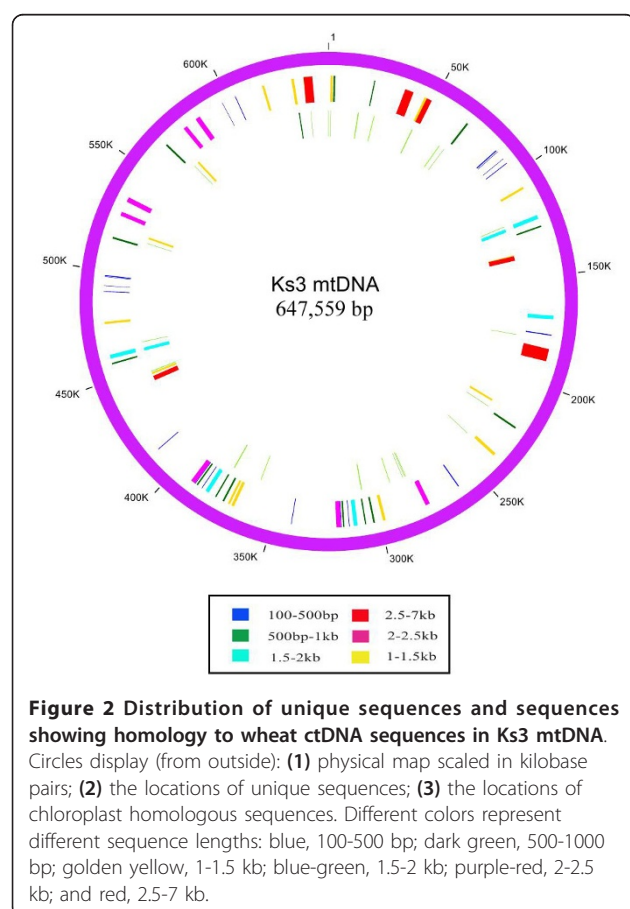 1
50K
100K
150K
200K
250K
300K
350K
400K
450K
500K
550K
600K
Ks3 mtDNA
647,559 bp
100-500bp 2.5-7kb
500bp-1kb 2-2.5kb
1.5-2kb 1-1.5kb
Figure 2 Distribution of unique sequences and sequences
showing homology to wheat ctDNA sequences in Ks3 mtDNA.
Circles display (from outside): (1) physical map scaled in kilobase
pairs; (2) the locations of unique sequences; (3) the locations of
chloroplast homologous sequences. Different colors represent
different sequence lengths: blue, 100-500 bp; dark green, 500-1000
bp; golden yellow, 1-1.5 kb; blue-green, 1.5-2 kb; purple-red, 2-2.5
kb; and red, 2.5-7 kb.